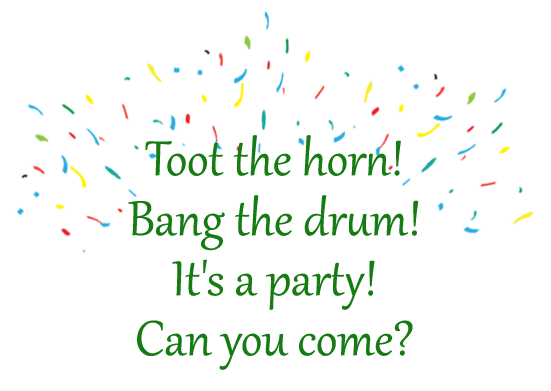 Toot the horn!
Bang the drum!
It's a party!
Can you come?